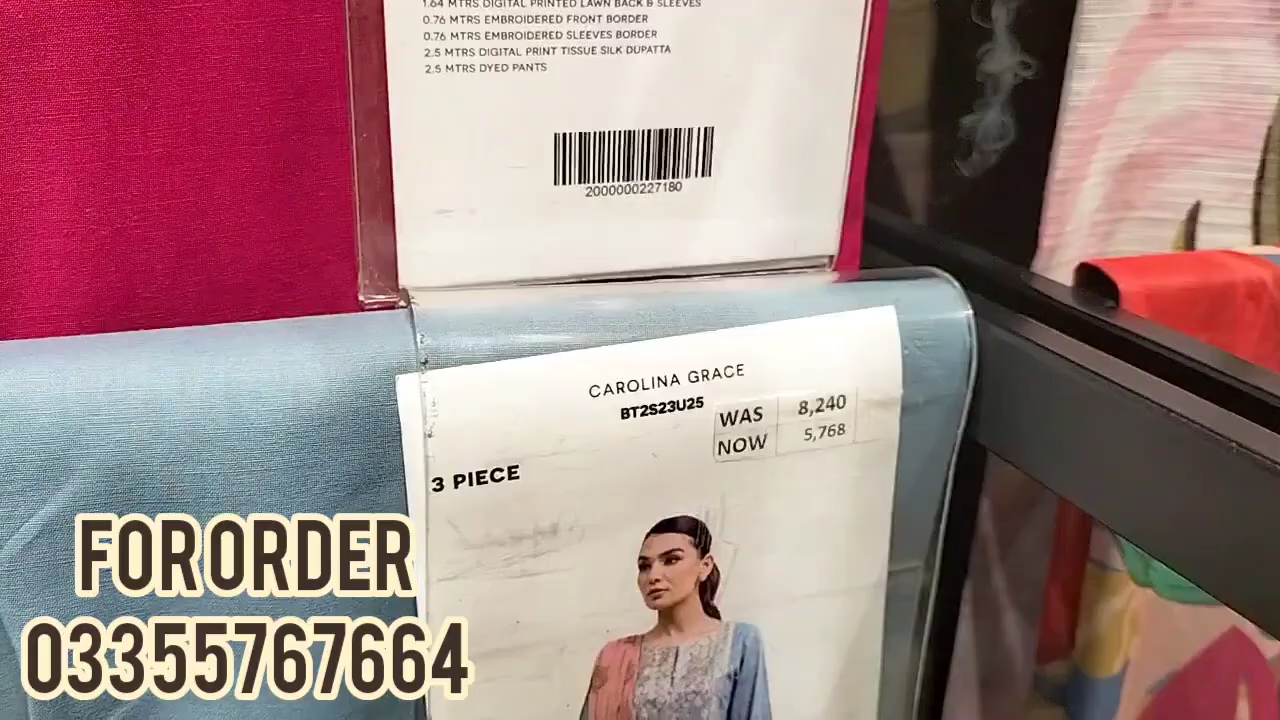 1.64 MTRS DIGITAL PRINTED LAWN BACK & SLEEVES
0.76 MTRS EMBROIDERED FRONT BORDER
0.76 MTRS EMBROIDERED SLEEVES BORDER
2.5 MTRS DIGITAL PRINT TISSUE SILK DUPATTA
2.5 MTRS DYED PANTS
2000000227180
CAROLINA GRACE
BT2S23U25
WAS 8,240
NOW 5,768
3 PIECE
FOR ORDER
03355767664